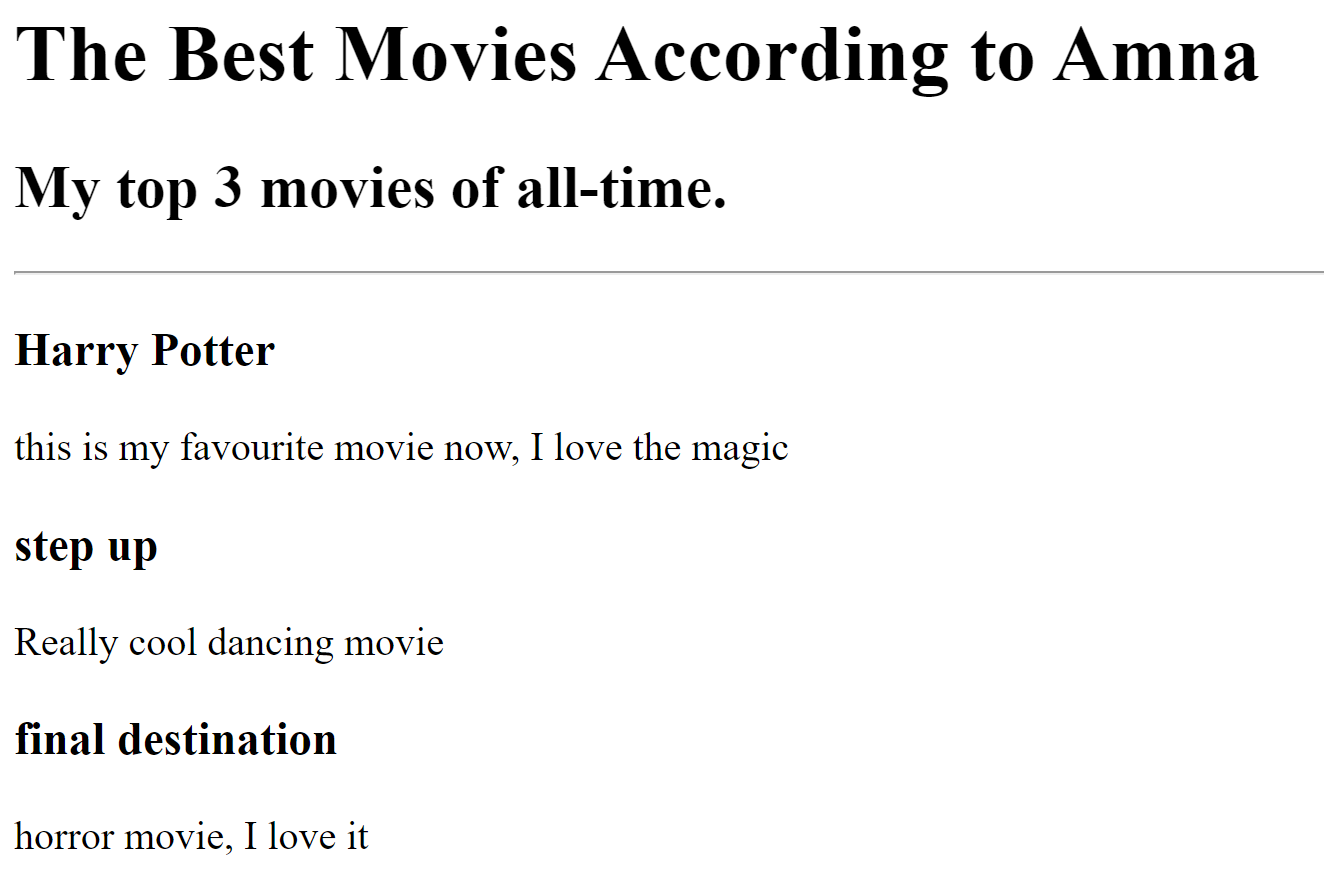 The Best Movies According to Amna
My top 3 movies of all-time.
Harry Potter
this is my favourite movie now, I love the magic
step up
Really cool dancing movie
final destination
horror movie, I love it